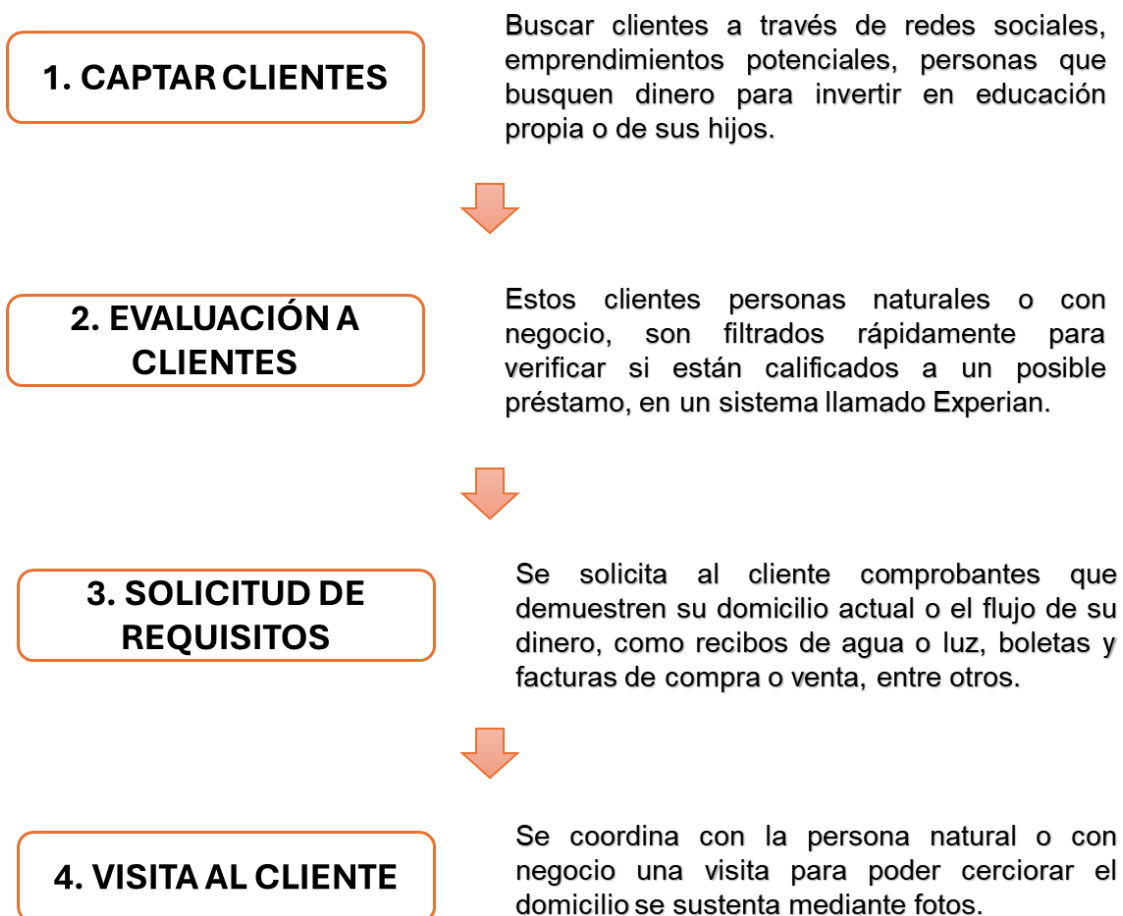 1. CAPTAR CLIENTES
Buscar clientes a través de redes sociales,
emprendimientos potenciales, personas que
busquen dinero para invertir en educación
propia o de sus hijos.
2. EVALUACIÓN A
CLIENTES
Estos clientes personas naturales o con
negocio, son filtrados rápidamente para
verificar si están calificados a un posible
préstamo, en un sistema llamado Experian.
3. SOLICITUD DE
REQUISITOS
Se solicita al cliente comprobantes que
demuestren su domicilio actual o el flujo de su
dinero, como recibos de agua o luz, boletas y
facturas de compra o venta, entre otros.
4. VISITA AL CLIENTE
Se coordina con la persona natural o con
negocio una visita para poder cerciorar el
domicilio se sustenta mediante fotos.